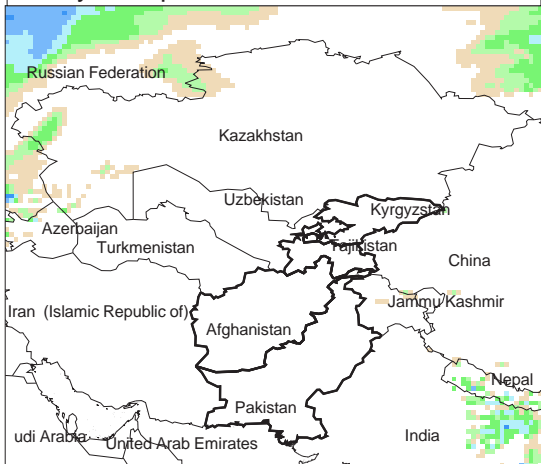 Russian Federation
Kazakhstan
Uzbekistan
Kyrgyzstan
Azerbaijan
Turkmenistan
Tajikistan
China
Iran (Islamic Republic of)
Jammu/Kashmir
Afghanistan
Nepal
Pakistan
udi Arabia
United Arab Emirates
India